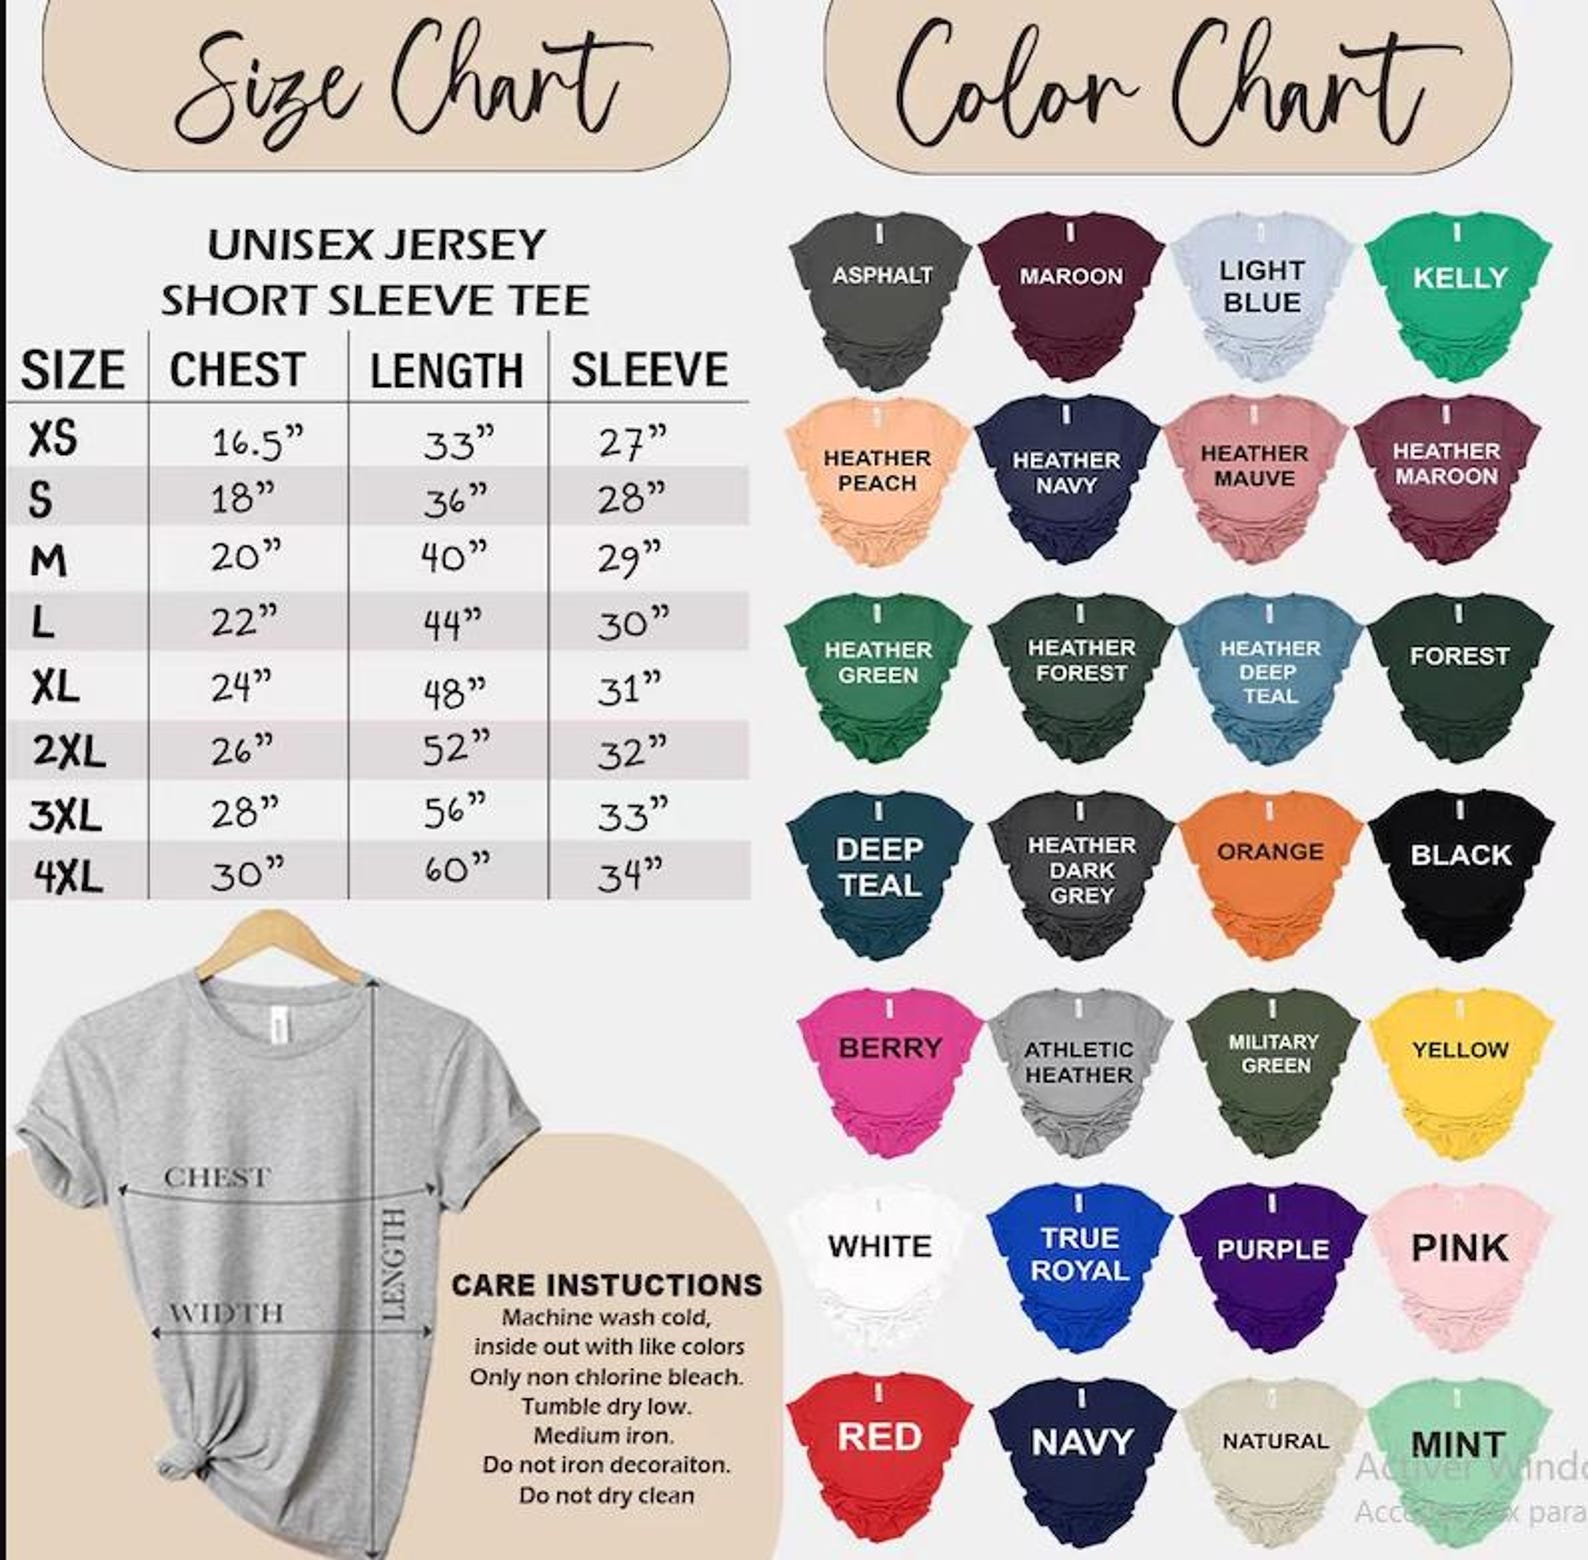 Size Chart
UNISEX JERSEY
SHORT SLEEVE TEE
SIZE CHEST LENGTH SLEEVE
XS 16.5” 33” 27”
S 18” 36” 28”
M 20” 40” 29”
L 22” 44” 30”
XL 24” 48” 31”
2XL 26” 52” 32”
3XL 28” 56” 33”
4XL 30” 60” 34”
CHEST
LENGTH
WIDTH
CARE INSTUCTIONS
Machine wash cold,
inside out with like colors
Only non chlorine bleach.
Tumble dry low.
Medium iron.
Do not iron decoraiton.
Do not dry clean
Color Chart
ASPHALT
MAROON
LIGHT
BLUE
KELLY
HEATHER
PEACH
HEATHER
NAVY
HEATHER
MAUVE
HEATHER
MAROON
HEATHER
GREEN
HEATHER
FOREST
HEATHER
DEEP
TEAL
FOREST
DEEP
TEAL
HEATHER
DARK
GREY
ORANGE
BLACK
BERRY
ATHLETIC
HEATHER
MILITARY
GREEN
YELLOW
WHITE
TRUE
ROYAL
PURPLE
PINK
RED
NAVY
NATURAL
MINT
Activer
para